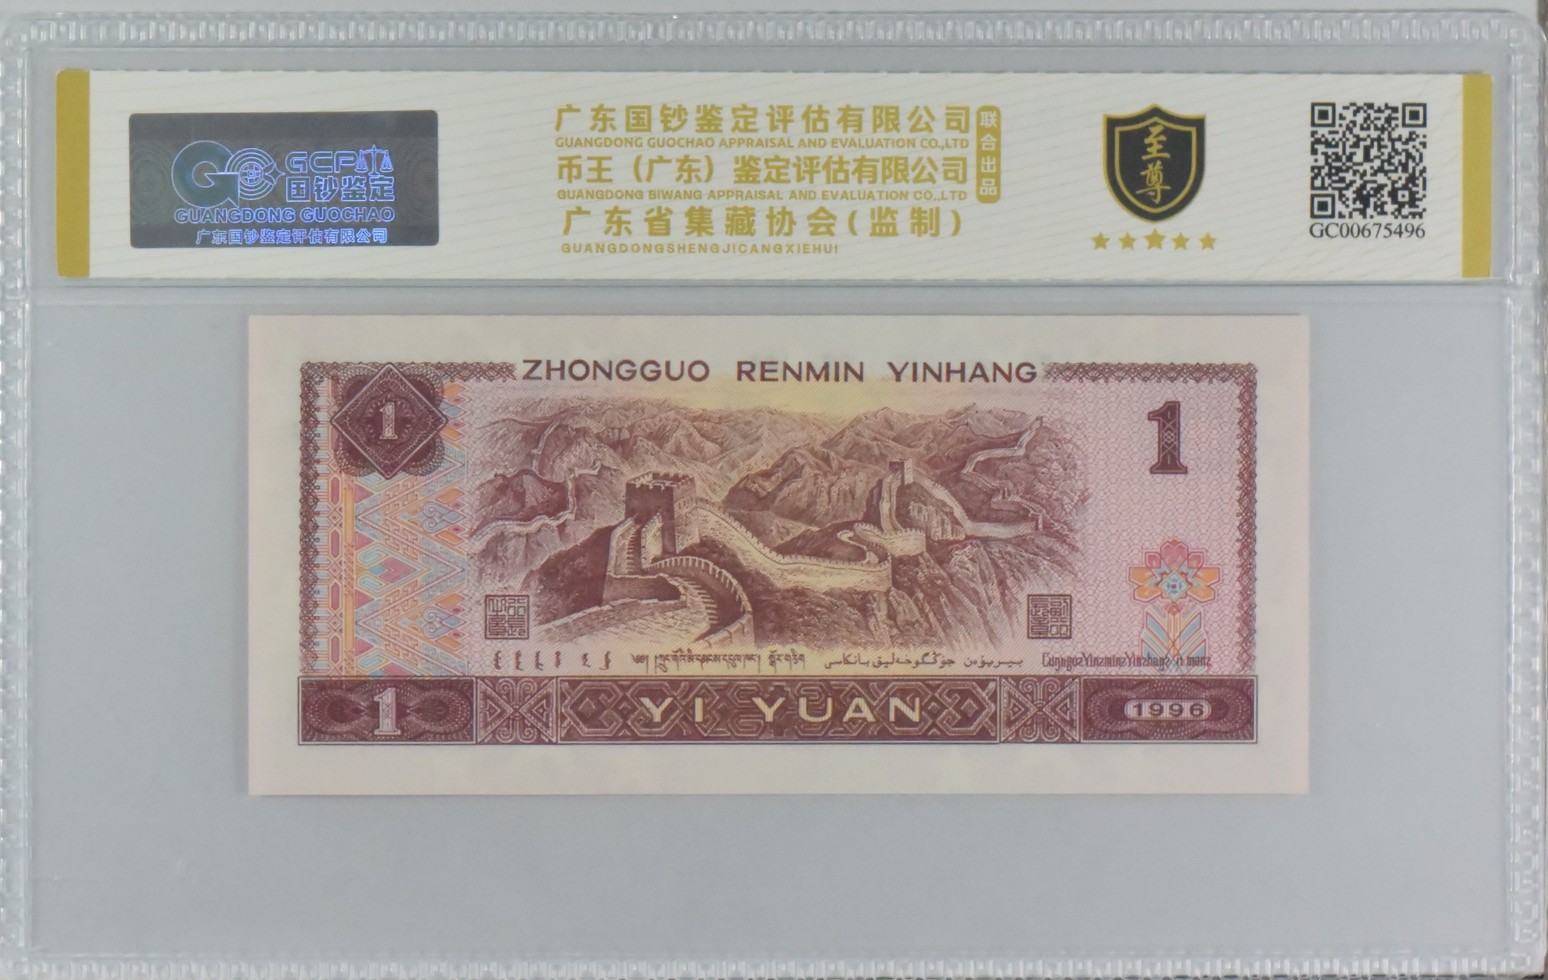 GCP
国钞鉴定
GUANGDONG GUOCHAO
广东国钞鉴定评估有限公司
广东国钞鉴定评估有限公司
GUANGDONG GUOCHAO APPRAISAL AND EVALUATION CO.,LTD
币王（广东）鉴定评估有限公司
GUANGDONG BIWANG APPRAISAL AND EVALUATION CO.,LTD
联合出品
广东省集藏协会(监制)
GUANGDONGSHENGJICANGXIEHUI
至尊
GC00675496
ZHONGGUO RENMIN YINHANG
1
1
1 YI YUAN 1996